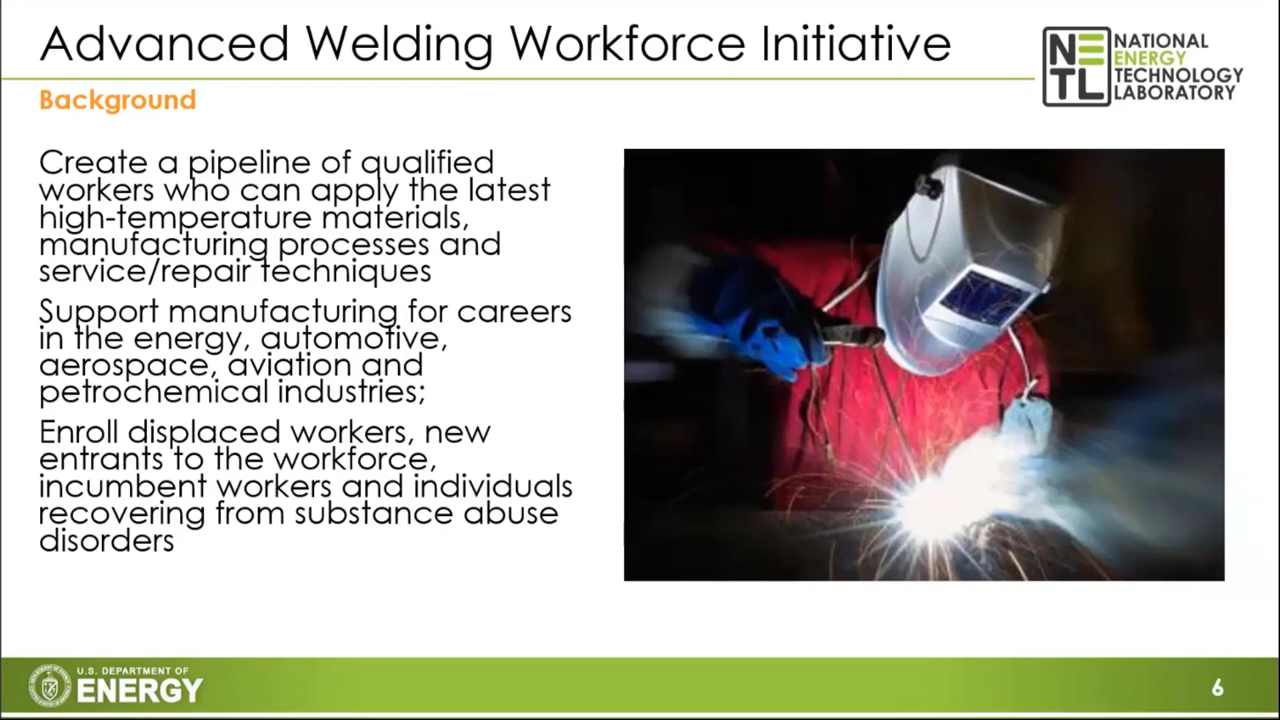 Advanced Welding Workforce Initiative
NETL
NATIONAL
ENERGY
TECHNOLOGY
LABORATORY
Background
Create a pipeline of qualified
workers who can apply the latest
high-temperature materials,
manufacturing processes and
service/repair techniques
Support manufacturing for careers
in the energy, automotive,
aerospace, aviation and
petrochemical industries;
Enroll displaced workers, new
entrants to the workforce,
incumbent workers and individuals
recovering from substance abuse
disorders
U.S. DEPARTMENT OF
ENERGY
6